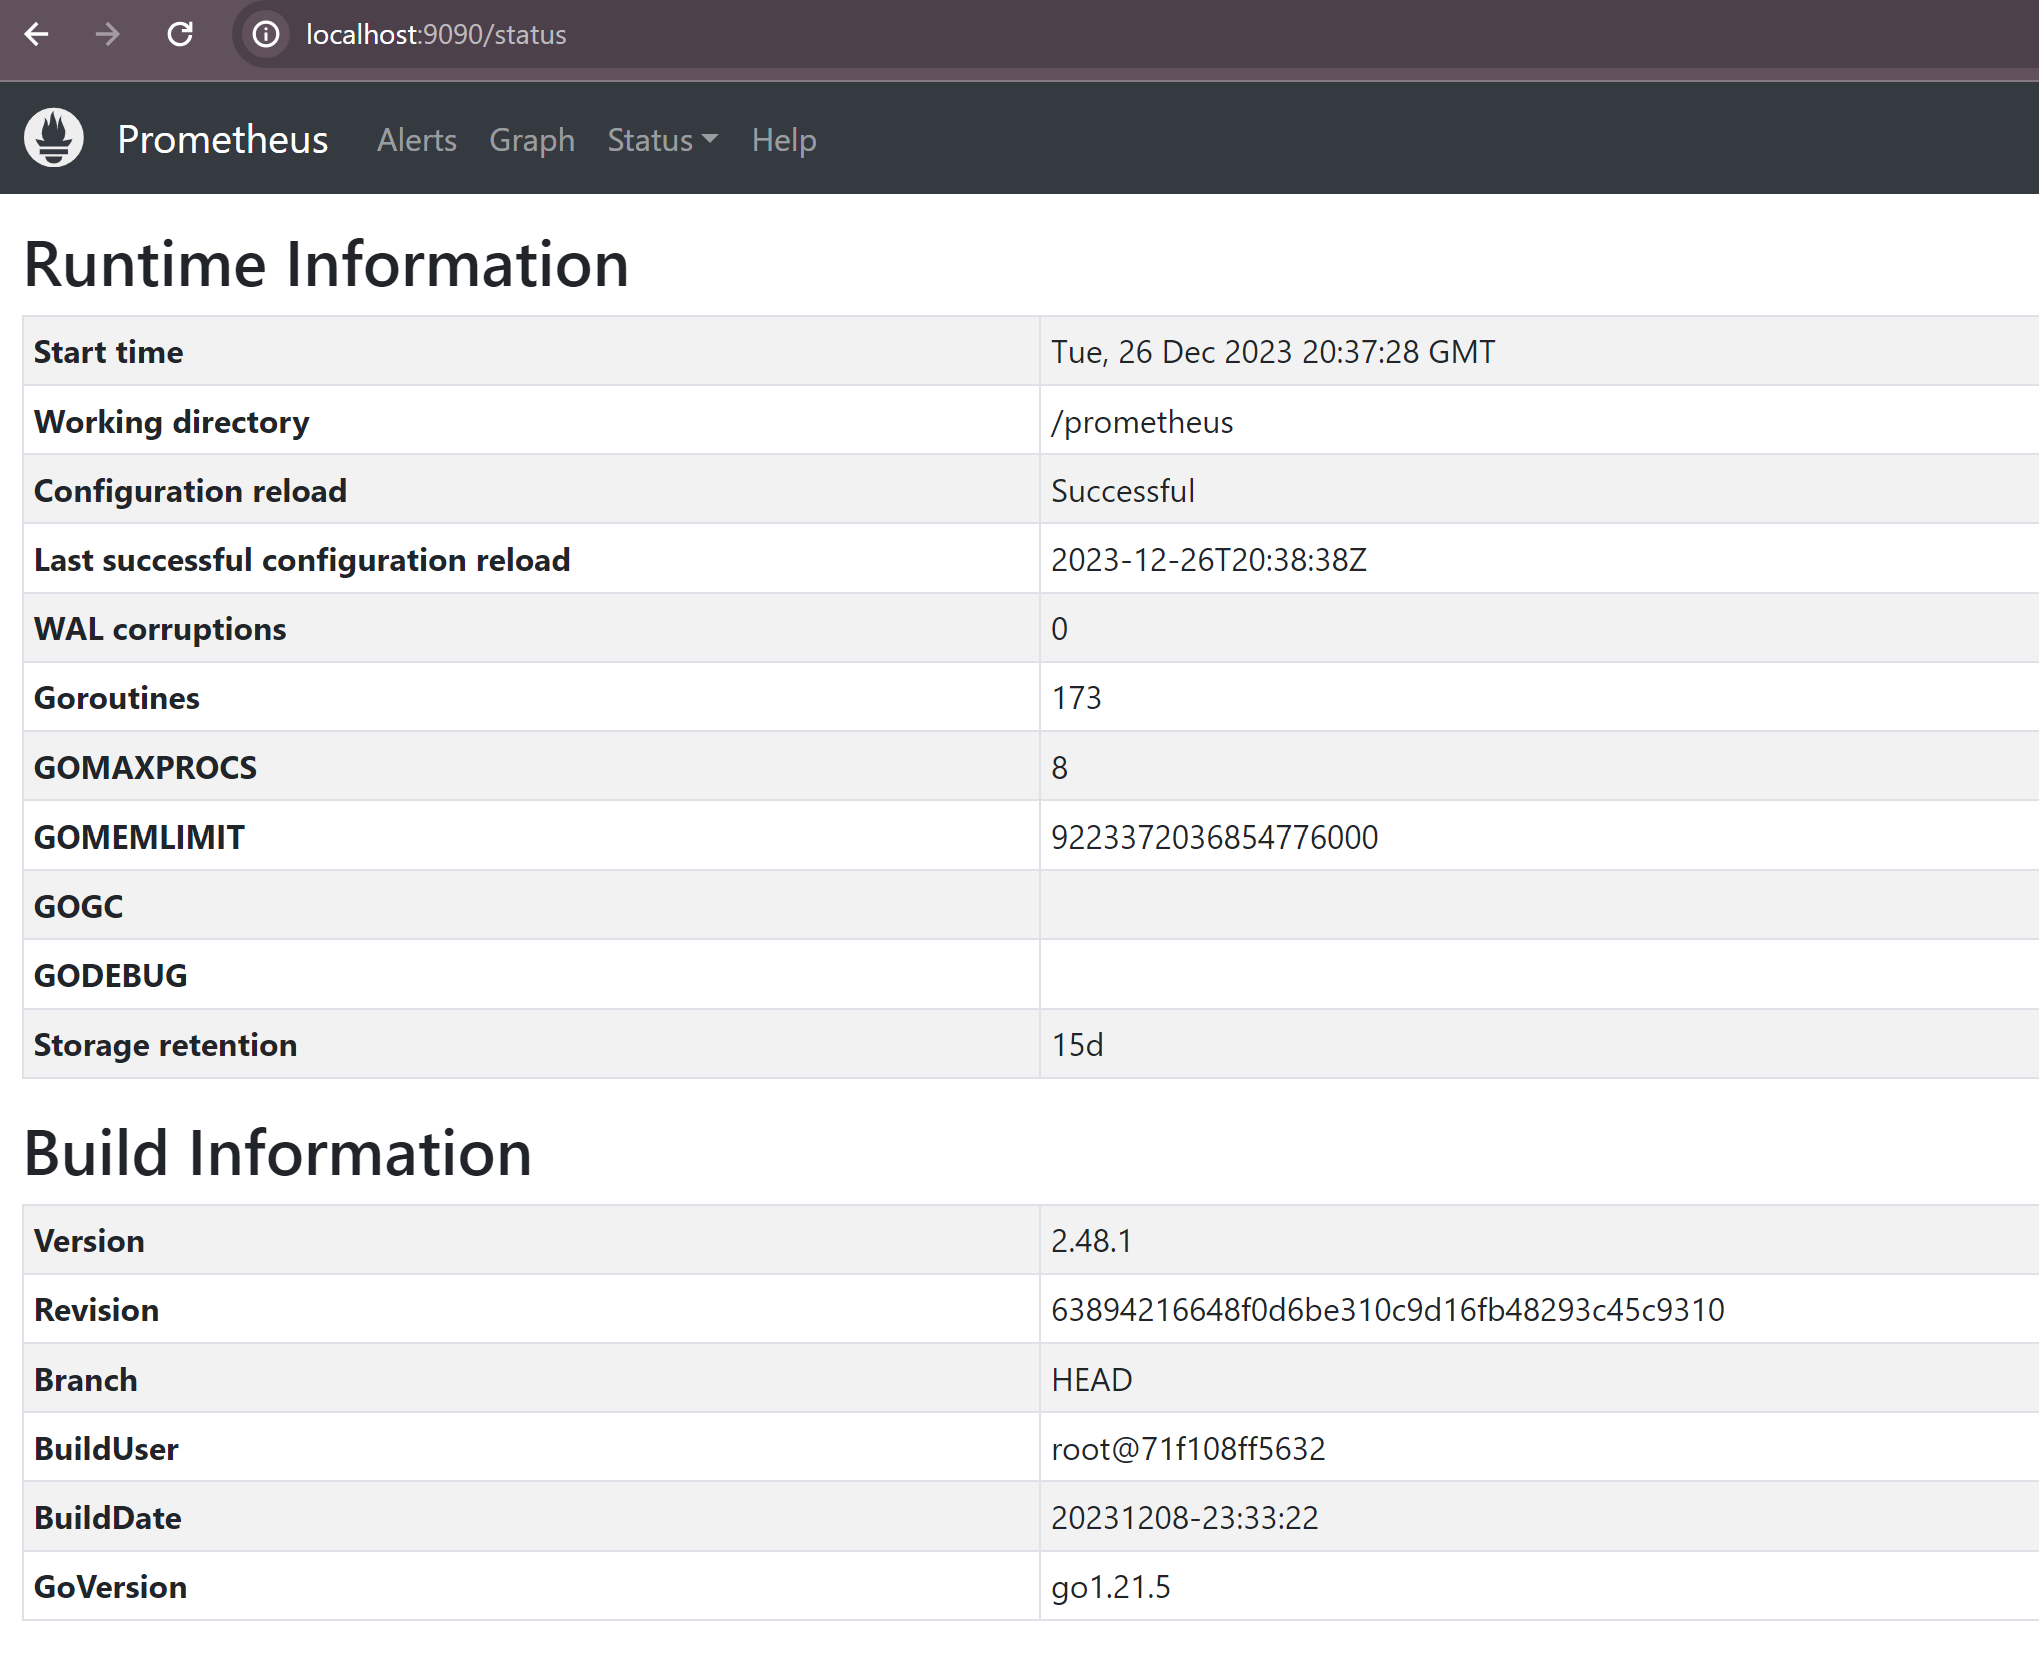 localhost:9090/status
Prometheus Alerts Graph Status Help
Runtime Information
Start time Tue, 26 Dec 2023 20:37:28 GMT
Working directory /prometheus
Configuration reload Successful
Last successful configuration reload 2023-12-26T20:38:38Z
WAL corruptions 0
Goroutines 173
GOMAXPROCS 8
GOMEMLIMIT 9223372036854776000
GOGC
GODEBUG
Storage retention 15d
Build Information
Version 2.48.1
Revision 63894216648f0d6be310c9d16fb48293c45c9310
Branch HEAD
BuildUser root@71f108ff5632
BuildDate 20231208-23:33:22
GoVersion go1.21.5